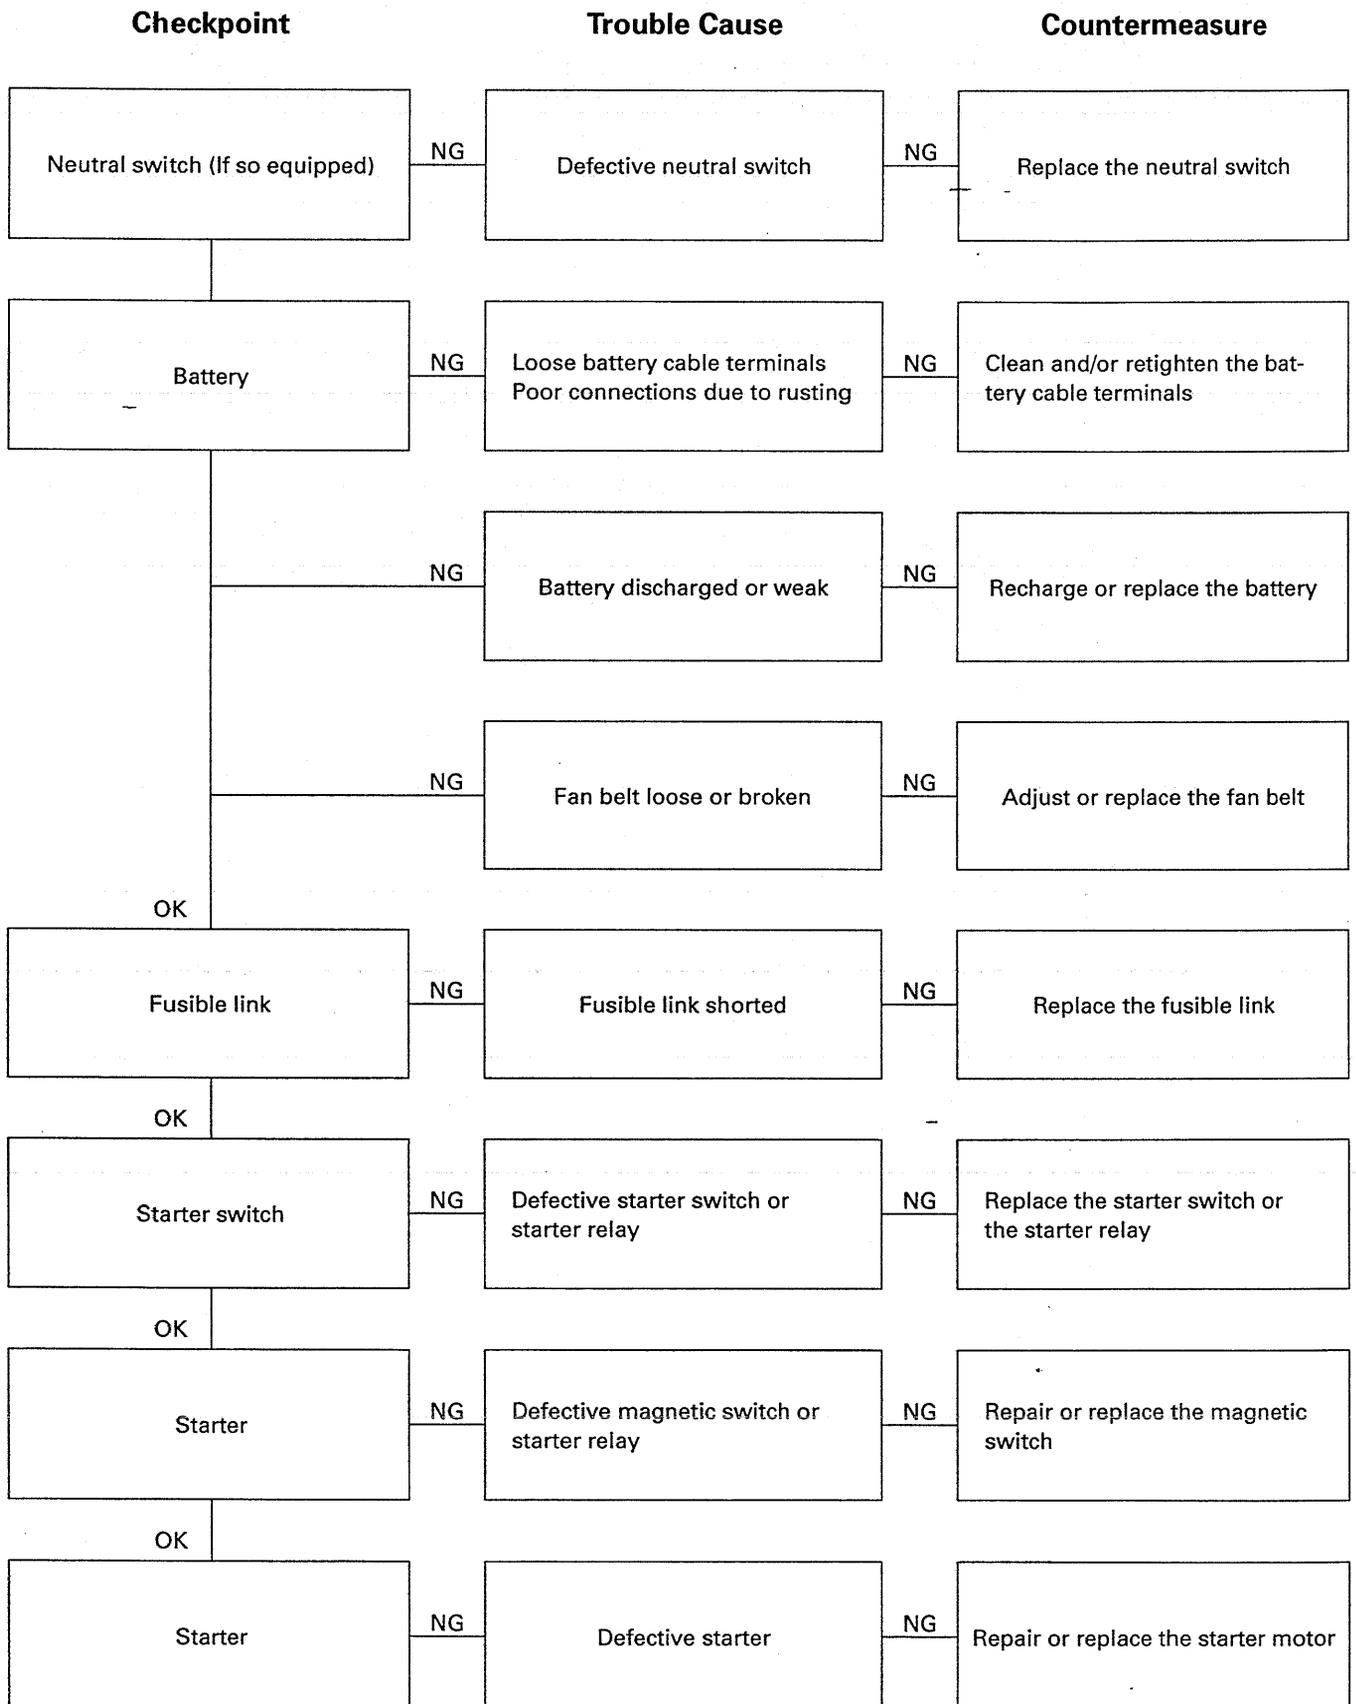 Checkpoint
Trouble Cause
Countermeasure
Neutral switch (If so equipped)
NG
Defective neutral switch
NG
Replace the neutral switch
Battery
NG
Loose battery cable terminals
Poor connections due to rusting
NG
Clean and/or retighten the bat-
tery cable terminals
NG
Battery discharged or weak
NG
Recharge or replace the battery
NG
Fan belt loose or broken
NG
Adjust or replace the fan belt
OK
Fusible link
NG
Fusible link shorted
NG
Replace the fusible link
OK
Starter switch
NG
Defective starter switch or
starter relay
NG
Replace the starter switch or
the starter relay
OK
Starter
NG
Defective magnetic switch or
starter relay
NG
Repair or replace the magnetic
switch
OK
Starter
NG
Defective starter
NG
Repair or replace the starter motor